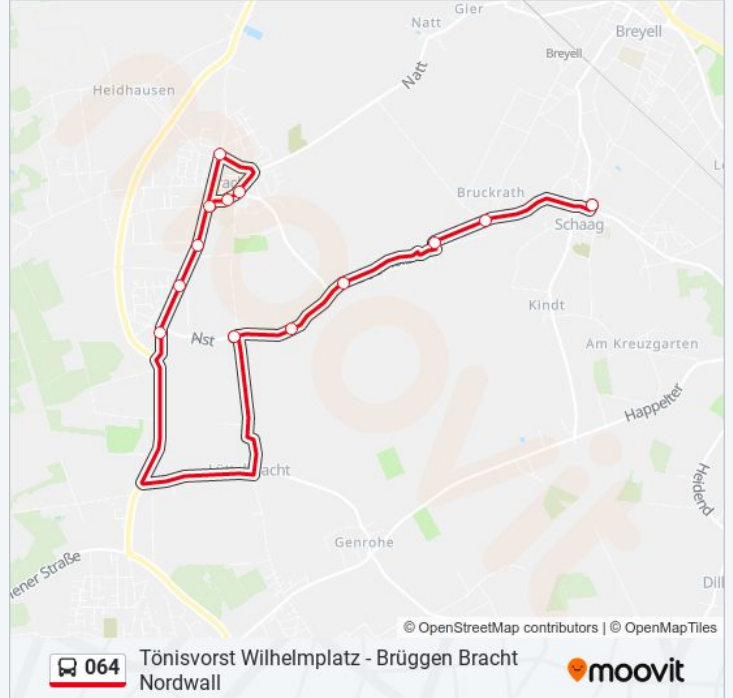 Gier
Natt
Breyell
Breyell
Natt
Heidhausen
Bruckrath
Schaag
Kindt
Nst
Am Kreuzgarten
Happelter
Heidend
Genrohe
ener Straße
Dill
© OpenStreetMap contributors | © OpenMapTiles
064
Tönisvorst Wilhelmplatz - Brüggen Bracht
Nordwall
moovit